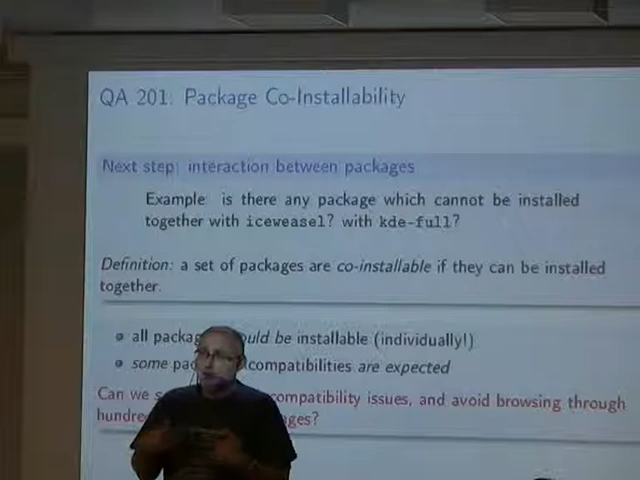 QA 201: Package Co-Installability
Next step: interaction between packages
Example: is there any package which cannot be installed
together with iceweasel? with kde-full?
Definition: a set of packages are co-installable if they can be installed
together.
all packag uld be installable (individually!)
some pac compatibilities are expected
Can we s compatibility issues, and avoid browsing through
hundre ges?